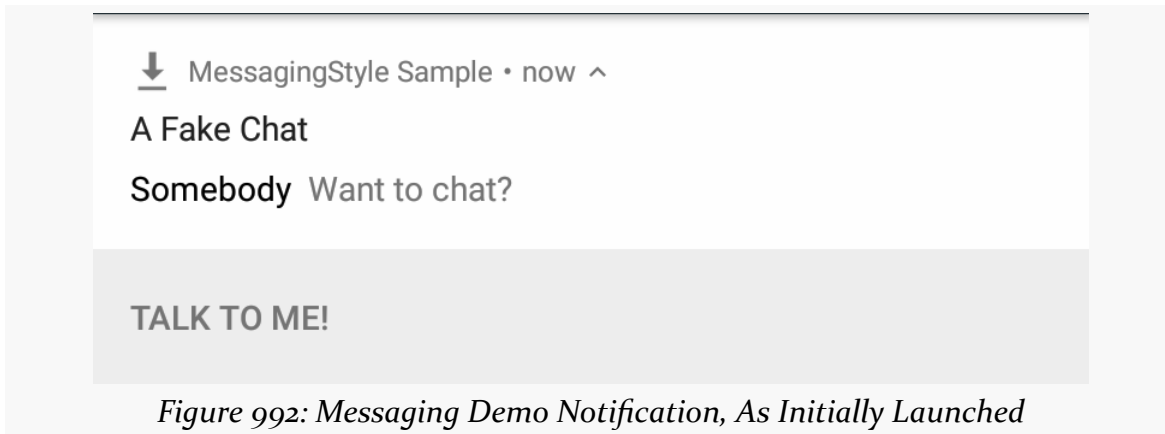 MessagingStyle Sample • now
A Fake Chat
Somebody Want to chat?
TALK TO ME!
Figure 992: Messaging Demo Notification, As Initially Launched